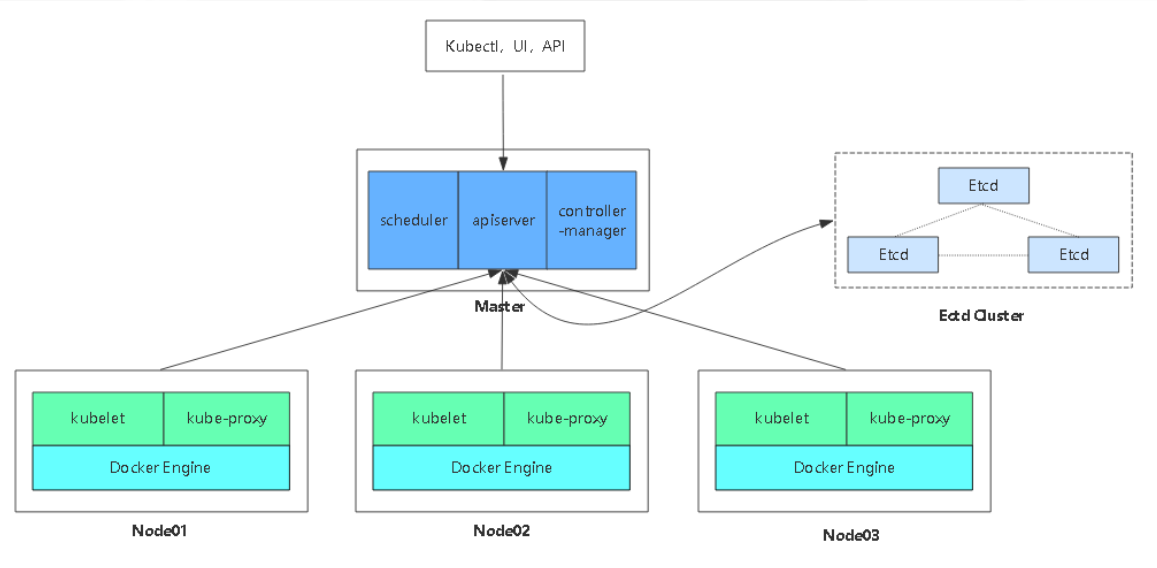 Kubectl, UI, API
scheduler
apiserver
controller
-manager
Master
Etcd
Etcd
Etcd
Ectd Cluster
kubelet
kube-proxy
Docker Engine
Node01
kubelet
kube-proxy
Docker Engine
Node02
kubelet
kube-proxy
Docker Engine
Node03